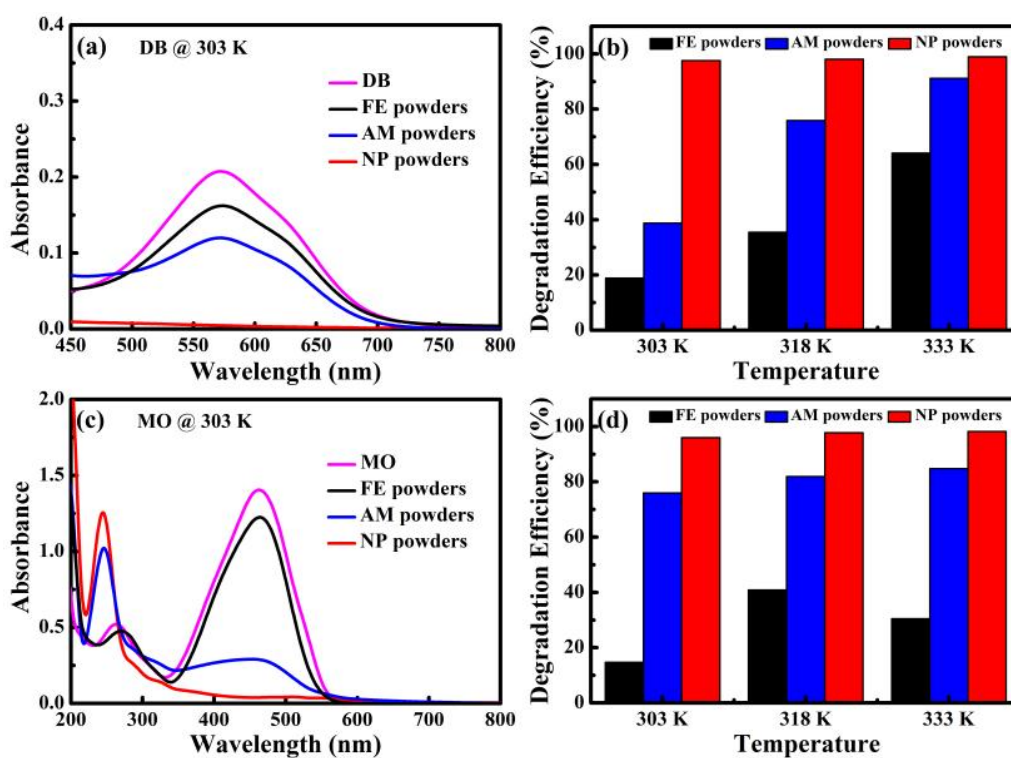 (a) DB @ 303 K
DB
FE powders
AM powders
NP powders
Absorbance
0.4
0.3
0.2
0.1
0.0
450 500 550 600 650 700 750 800
Wavelength (nm)
(b)
FE powders AM powders NP powders
Degradation Efficiency (%)
100
80
60
40
20
0
303 K 318 K 333 K
Temperature
(c) MO @ 303 K
MO
FE powders
AM powders
NP powders
Absorbance
2.0
1.5
1.0
0.5
0.0
200 300 400 500 600 700 800
Wavelength (nm)
(d)
FE powders AM powders NP powders
Degradation Efficiency (%)
100
80
60
40
20
0
303 K 318 K 333 K
Temperature